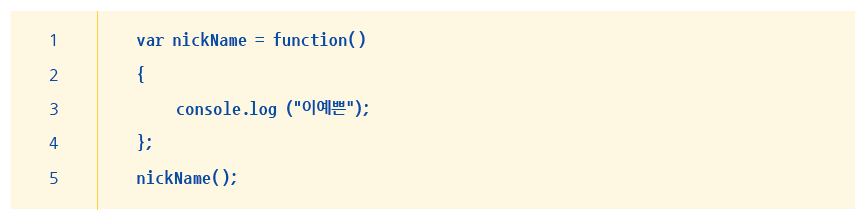 1 var nickName = function()
2 {
3 console.log ("이예쁜");
4 };
5 nickName();